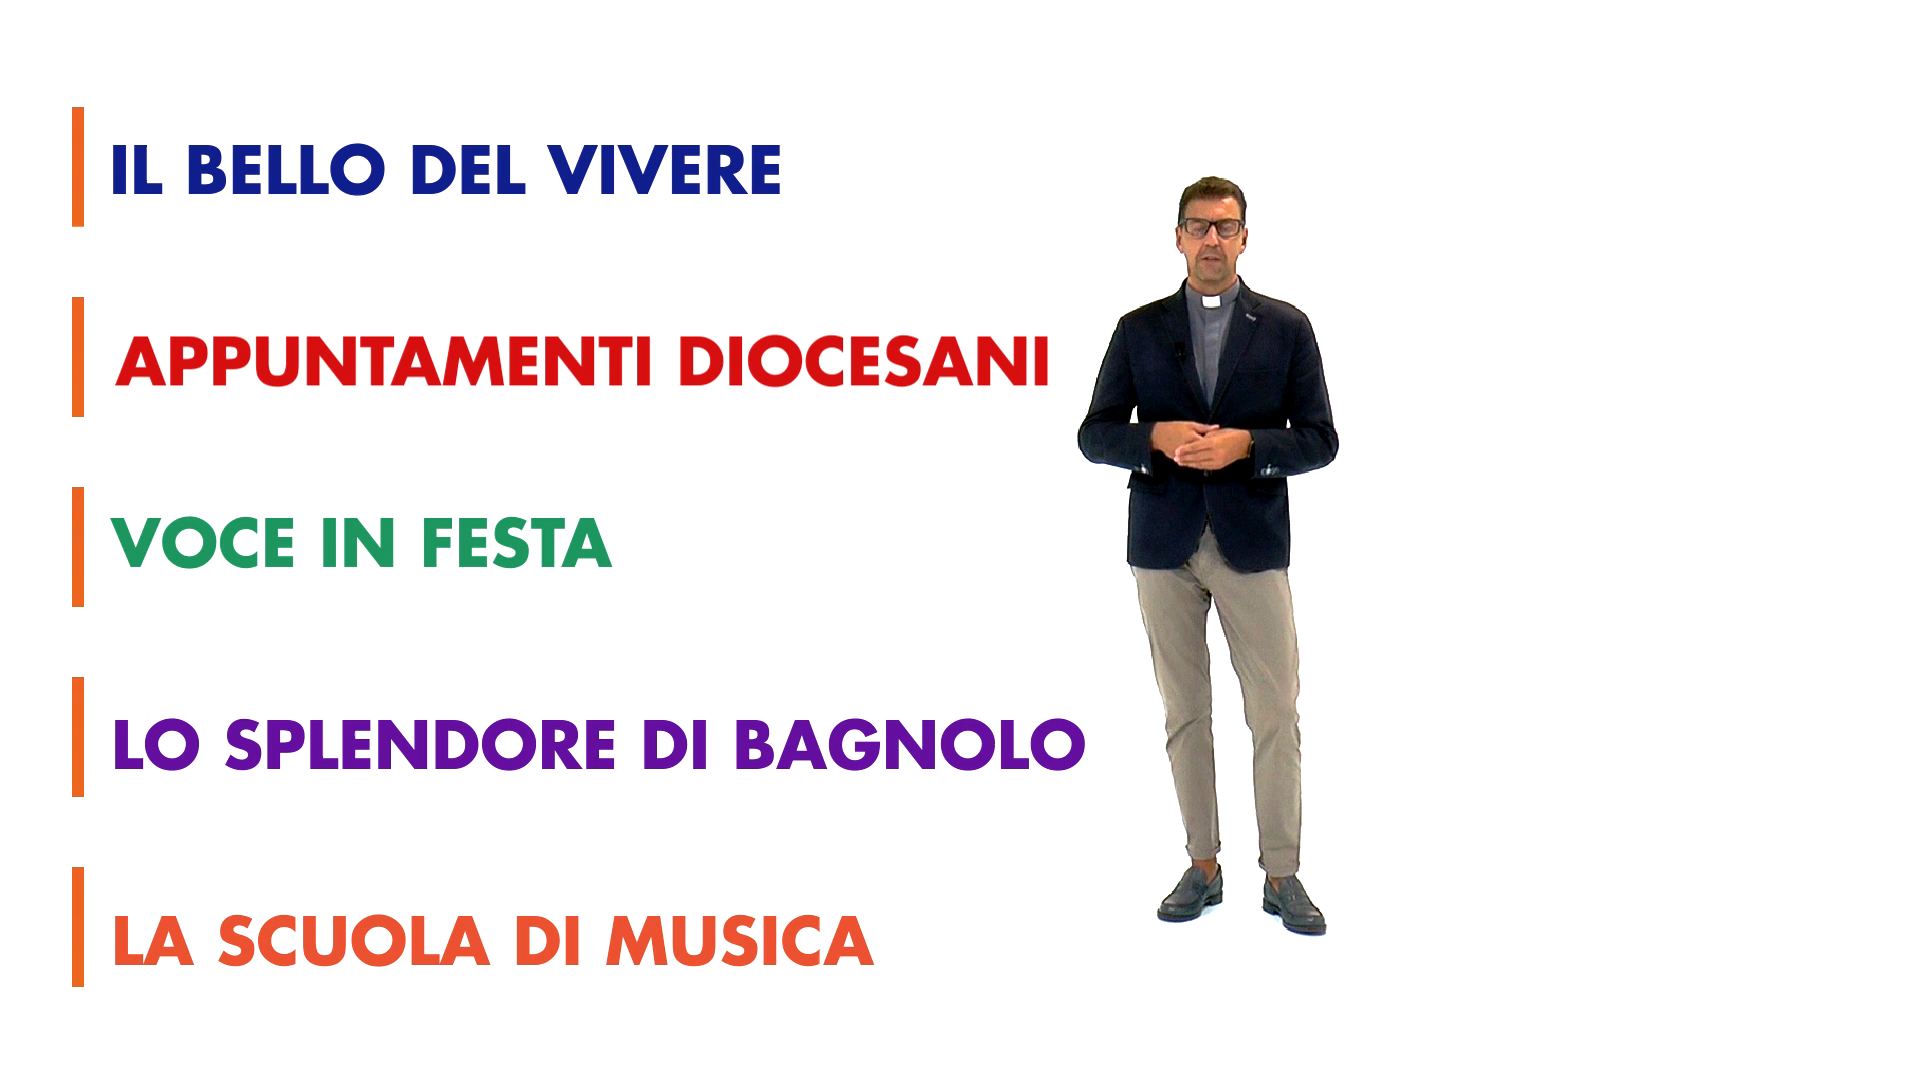 IL BELLO DEL VIVERE
APPUNTAMENTI DIOCESANI
VOCE IN FESTA
LO SPLENDORE DI BAGNOLO
LA SCUOLA DI MUSICA